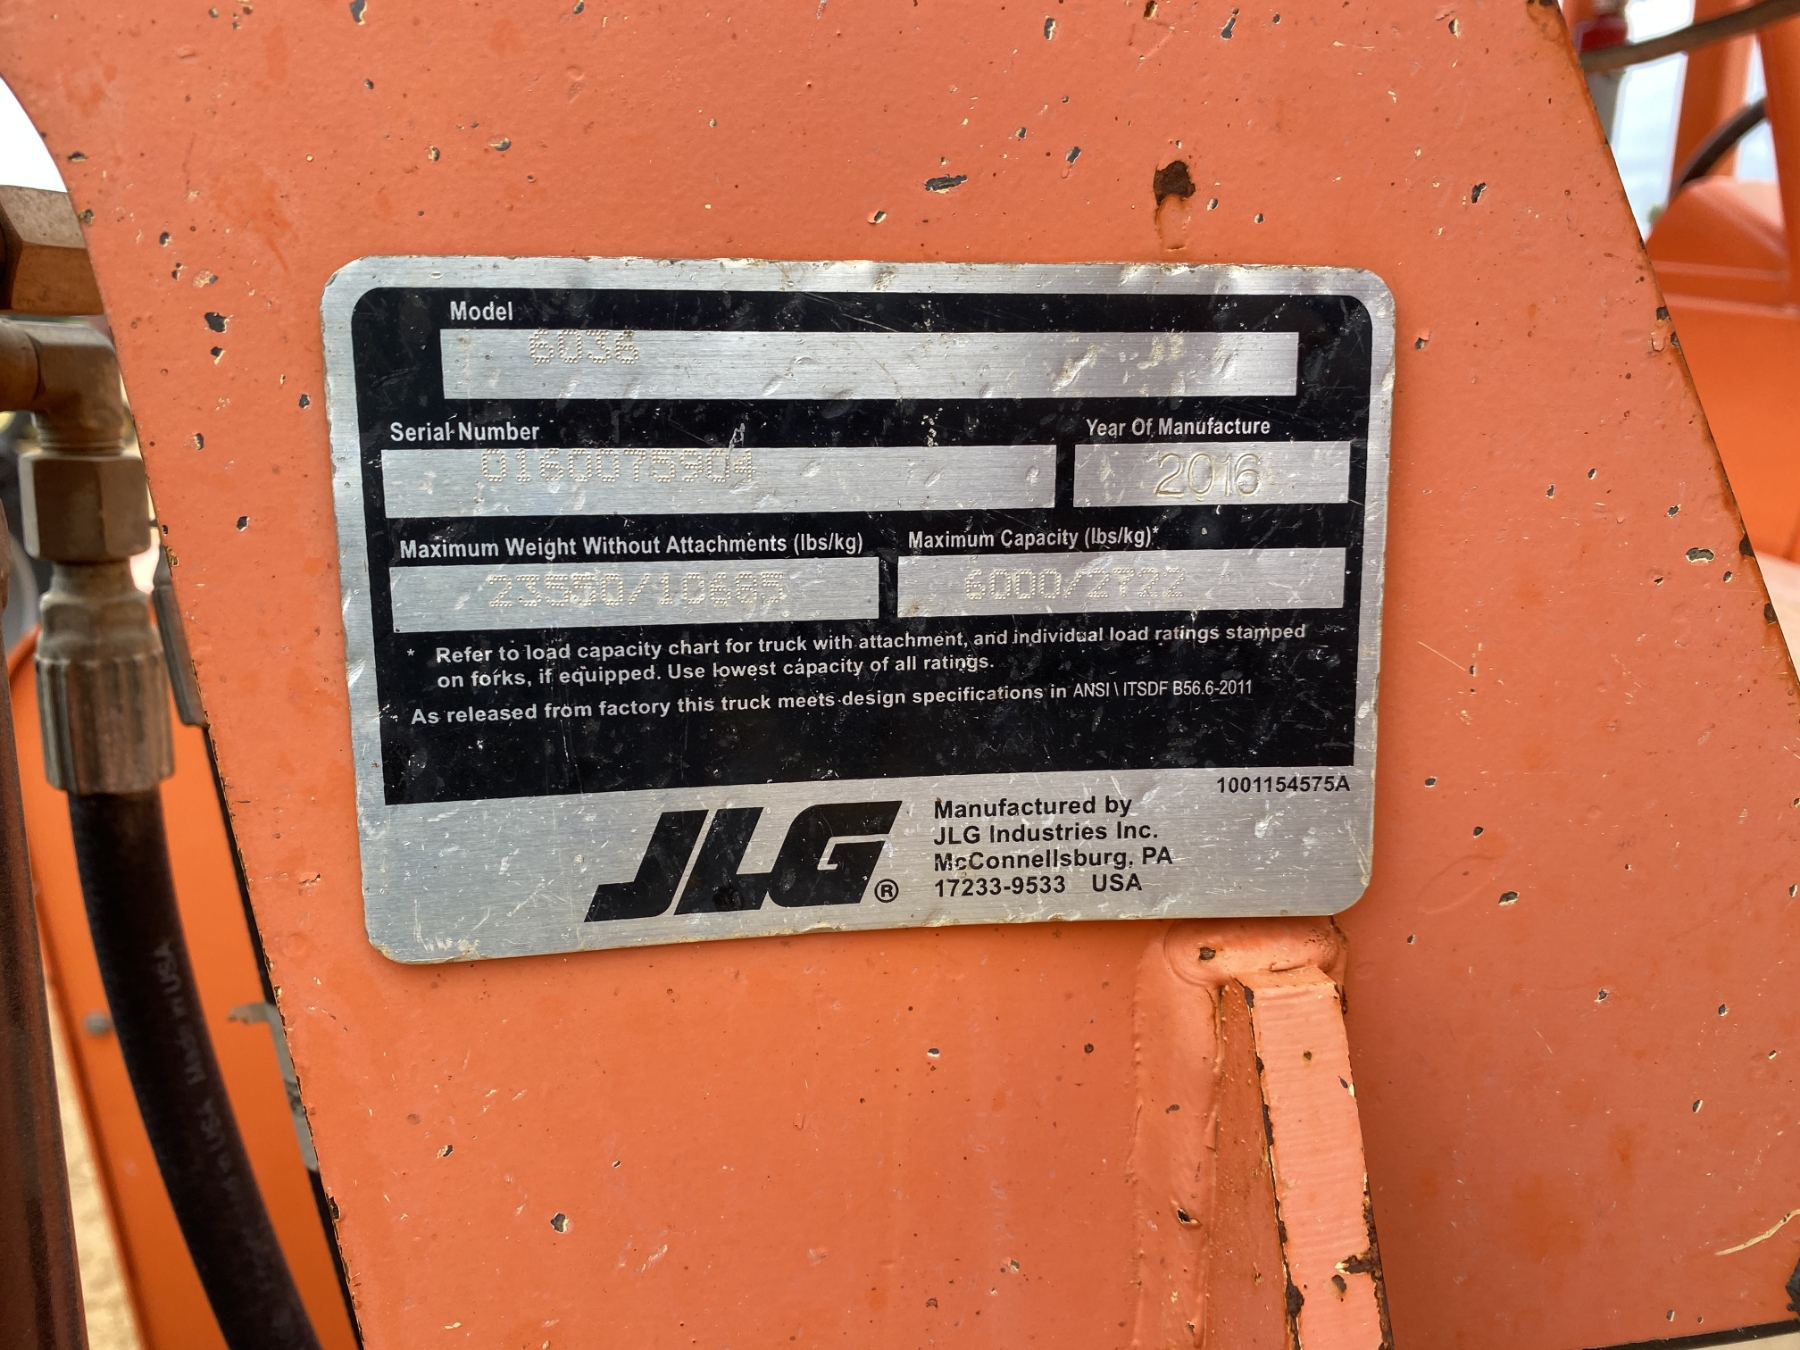 Model
6036
Serial Number
0160075904
Year Of Manufacture
2016
Maximum Weight Without Attachments (lbs/kg)
Maximum Capacity (lbs/kg)*
23550/10685
6000/2722
* Refer to load capacity chart for truck with attachment, and individual load ratings stamped
on forks, if equipped. Use lowest capacity of all ratings.
As released from factory this truck meets design specifications in ANSI \ ITSDF B56.6-2011
1001154575A
JLG®
Manufactured by
JLG Industries Inc.
McConnellsburg, PA
17233-9533 USA